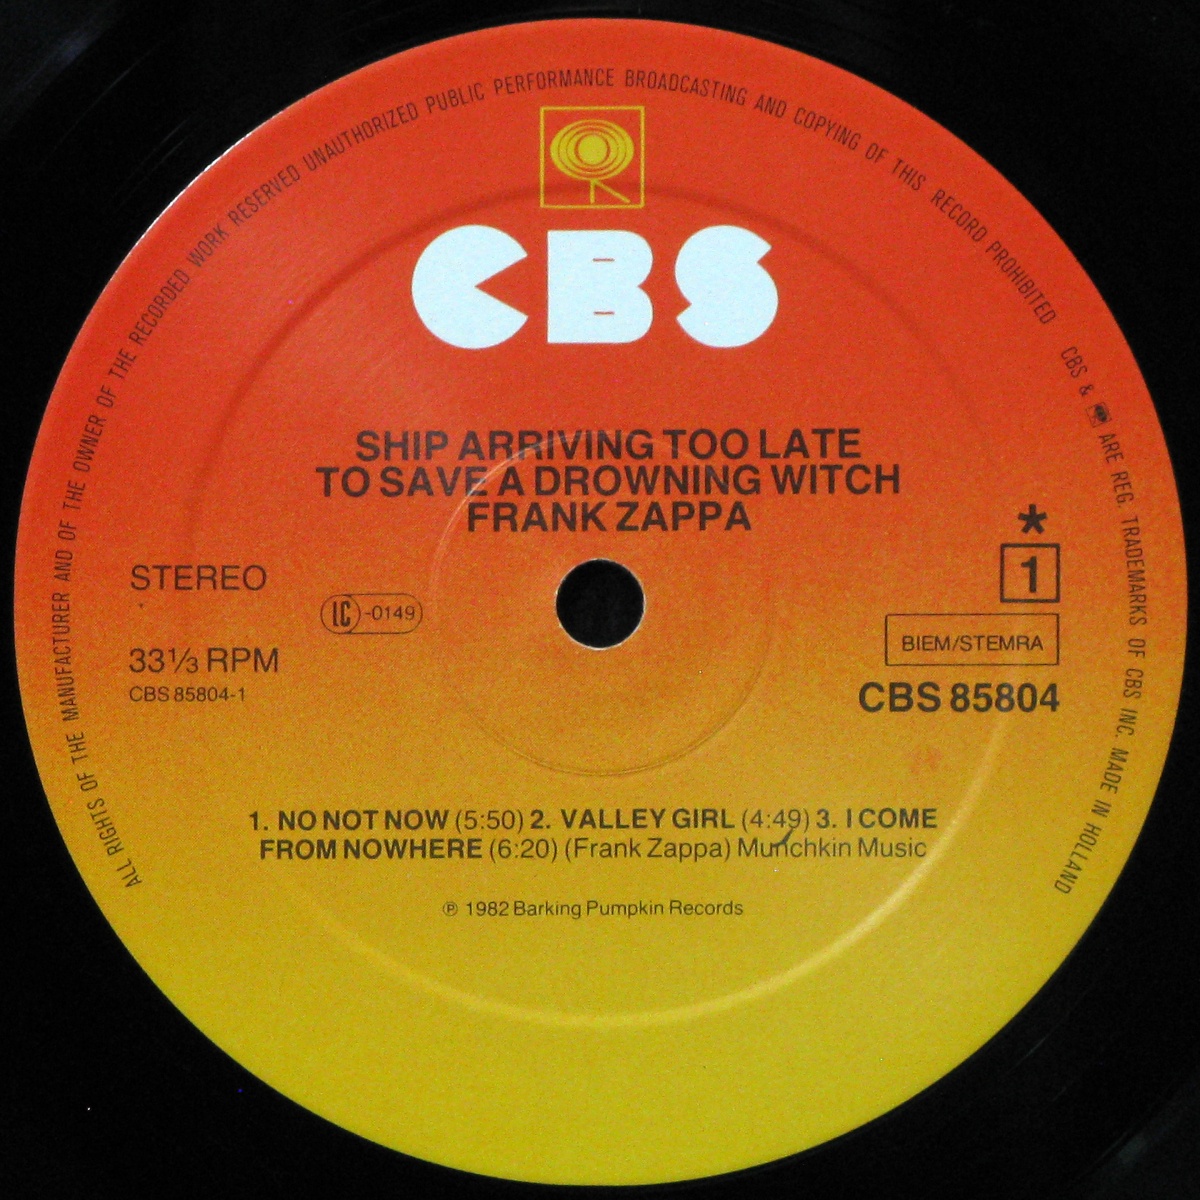 ALL RIGHTS OF THE MANUFACTURER AND OF THE OWNER OF THE RECORDED WORK RESERVED UNAUTHORIZED PUBLIC PERFORMANCE BROADCASTING AND COPYING OF THIS RECORD PROHIBITED CBS & ARE REG. TRADEMARKS OF CBS INC. MADE IN HOLLAND
CBS
SHIP ARRIVING TOO LATE
TO SAVE A DROWNING WITCH
FRANK ZAPPA
STEREO
LC-0149
33⅓ RPM
CBS 85804-1
*
1
BIEM/STEMRA
CBS 85804
1. NO NOT NOW (5:50) 2. VALLEY GIRL (4:49) 3. I COME
FROM NOWHERE (6:20) (Frank Zappa) Munchkin Music
℗ 1982 Barking Pumpkin Records